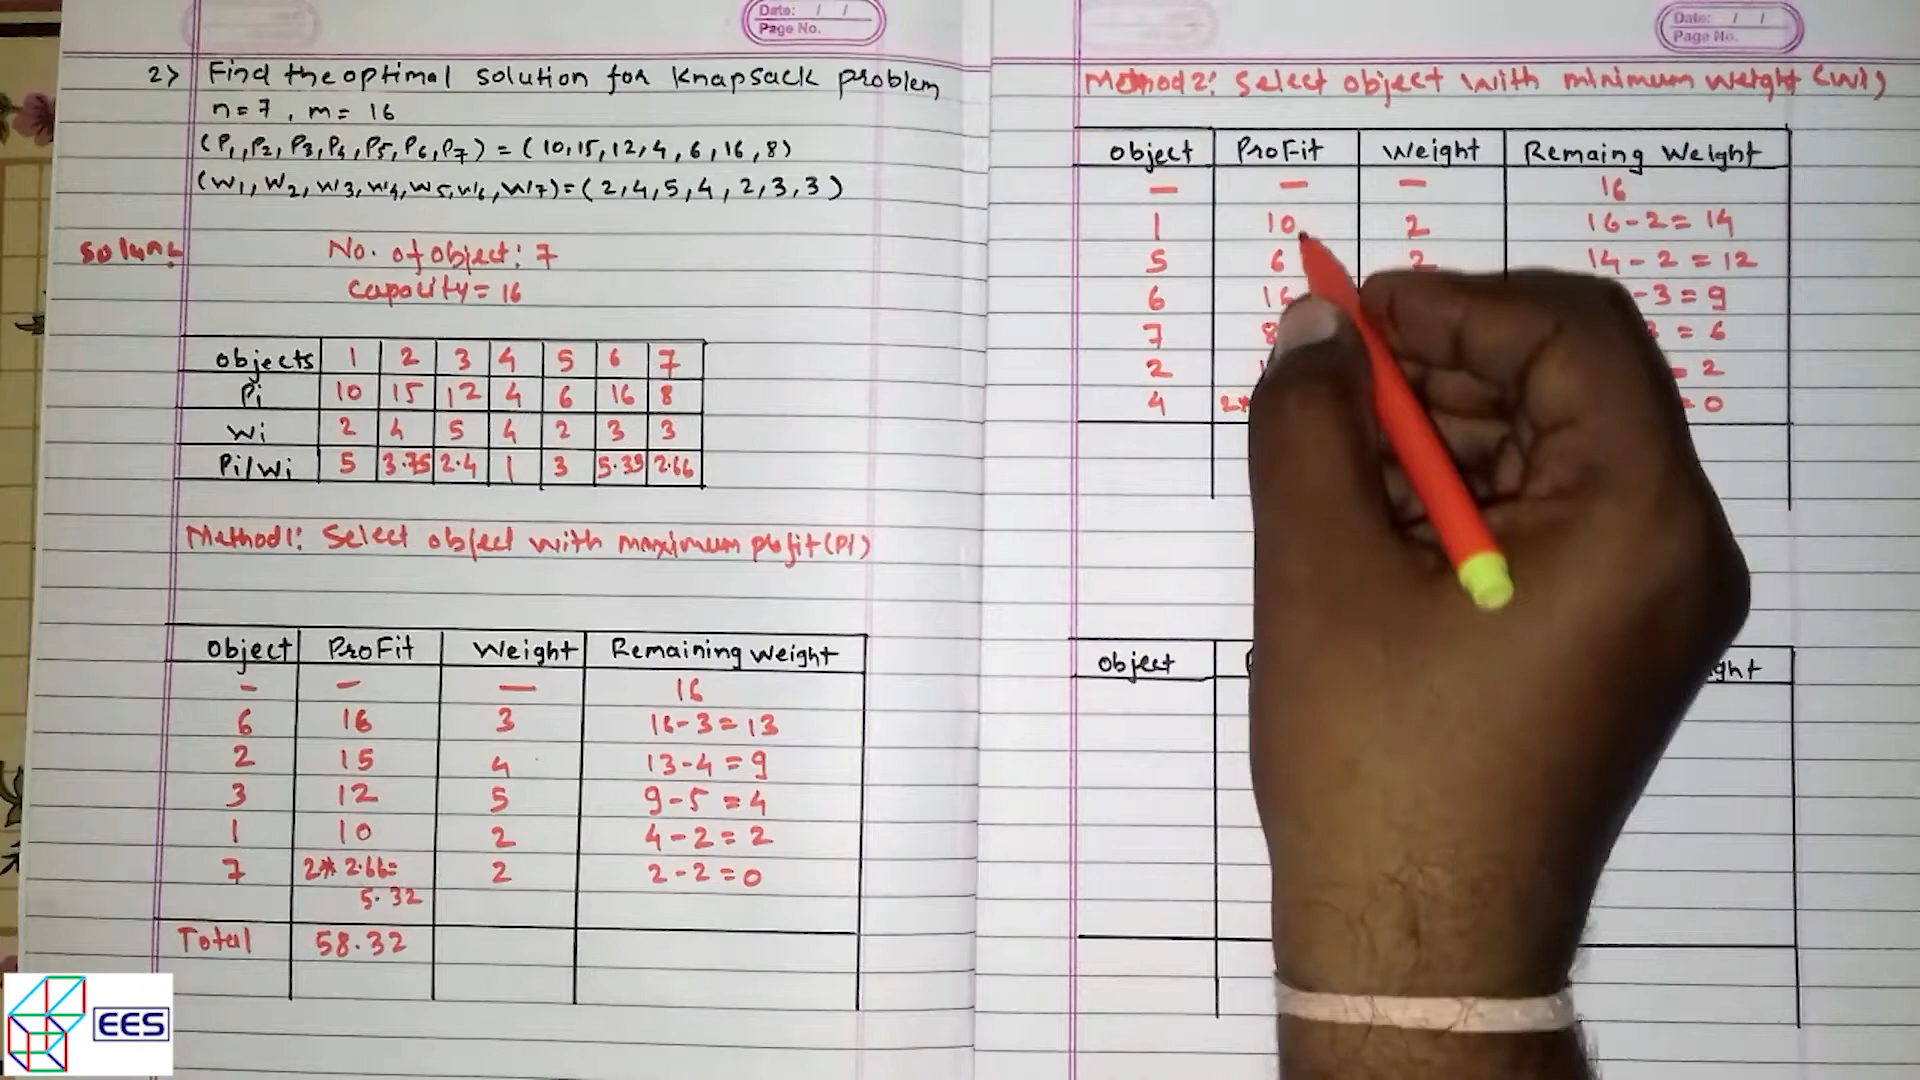 Date: / /
Page No.
2> Find the optimal solution for Knapsack problem
n=7, m= 16
(P1,P2, P3,P4,P5,P6,P7) = (10,15,12,4,6,16,8)
(W1, W2, W3, W4, W5, W6, W7) = (2,4,5,4,2,3,3)
No. of object: 7
Capacity = 16
objects 1 2 3 4 5 6 7
Pi 10 15 12 4 6 16 8
Wi 2 4 5 4 2 3 3
Pi/Wi 5 3.75 2.4 1 3 5.33 2.66
Method1: Select object with maximum profit (PI)
Object ProFit Weight Remaining Weight
- - - 16
6 16 3 16-3=13
2 15 4 13-4=9
3 12 5 9-5=4
1 10 2 4-2=2
7 2*2.66= 2 2-2=0
5.32
Total 58.32
EES
Date: / /
Page No.
Method2: Select object with minimum weight (WI)
object ProFit Weight Remaing Weight
- - - 16
1 10 2 16-2=14
5 6 2 14-2=12
6 16 -3=9
7 8 =6
2 =2
4 2* =0
object